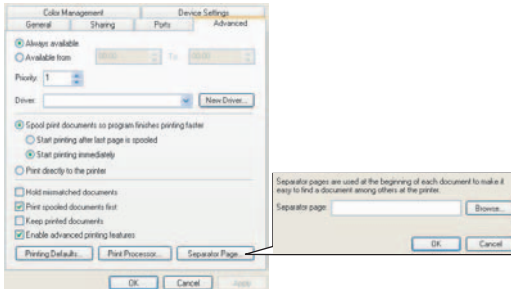 Color Management Device Settings
General Sharing Ports Advanced
Always available
Available from 00:00 To 00:00
Priority: 1
Driver: New Driver...
Spool print documents so program finishes printing faster
Start printing after last page is spooled
Start printing immediately
Print directly to the printer
Hold mismatched documents
Print spooled documents first
Keep printed documents
Enable advanced printing features
Printing Defaults... Print Processor... Separator Page...
OK Cancel Apply
Separator pages are used at the beginning of each document to make it
easy to find a document among others at the printer.
Separator page: Browse...
OK Cancel